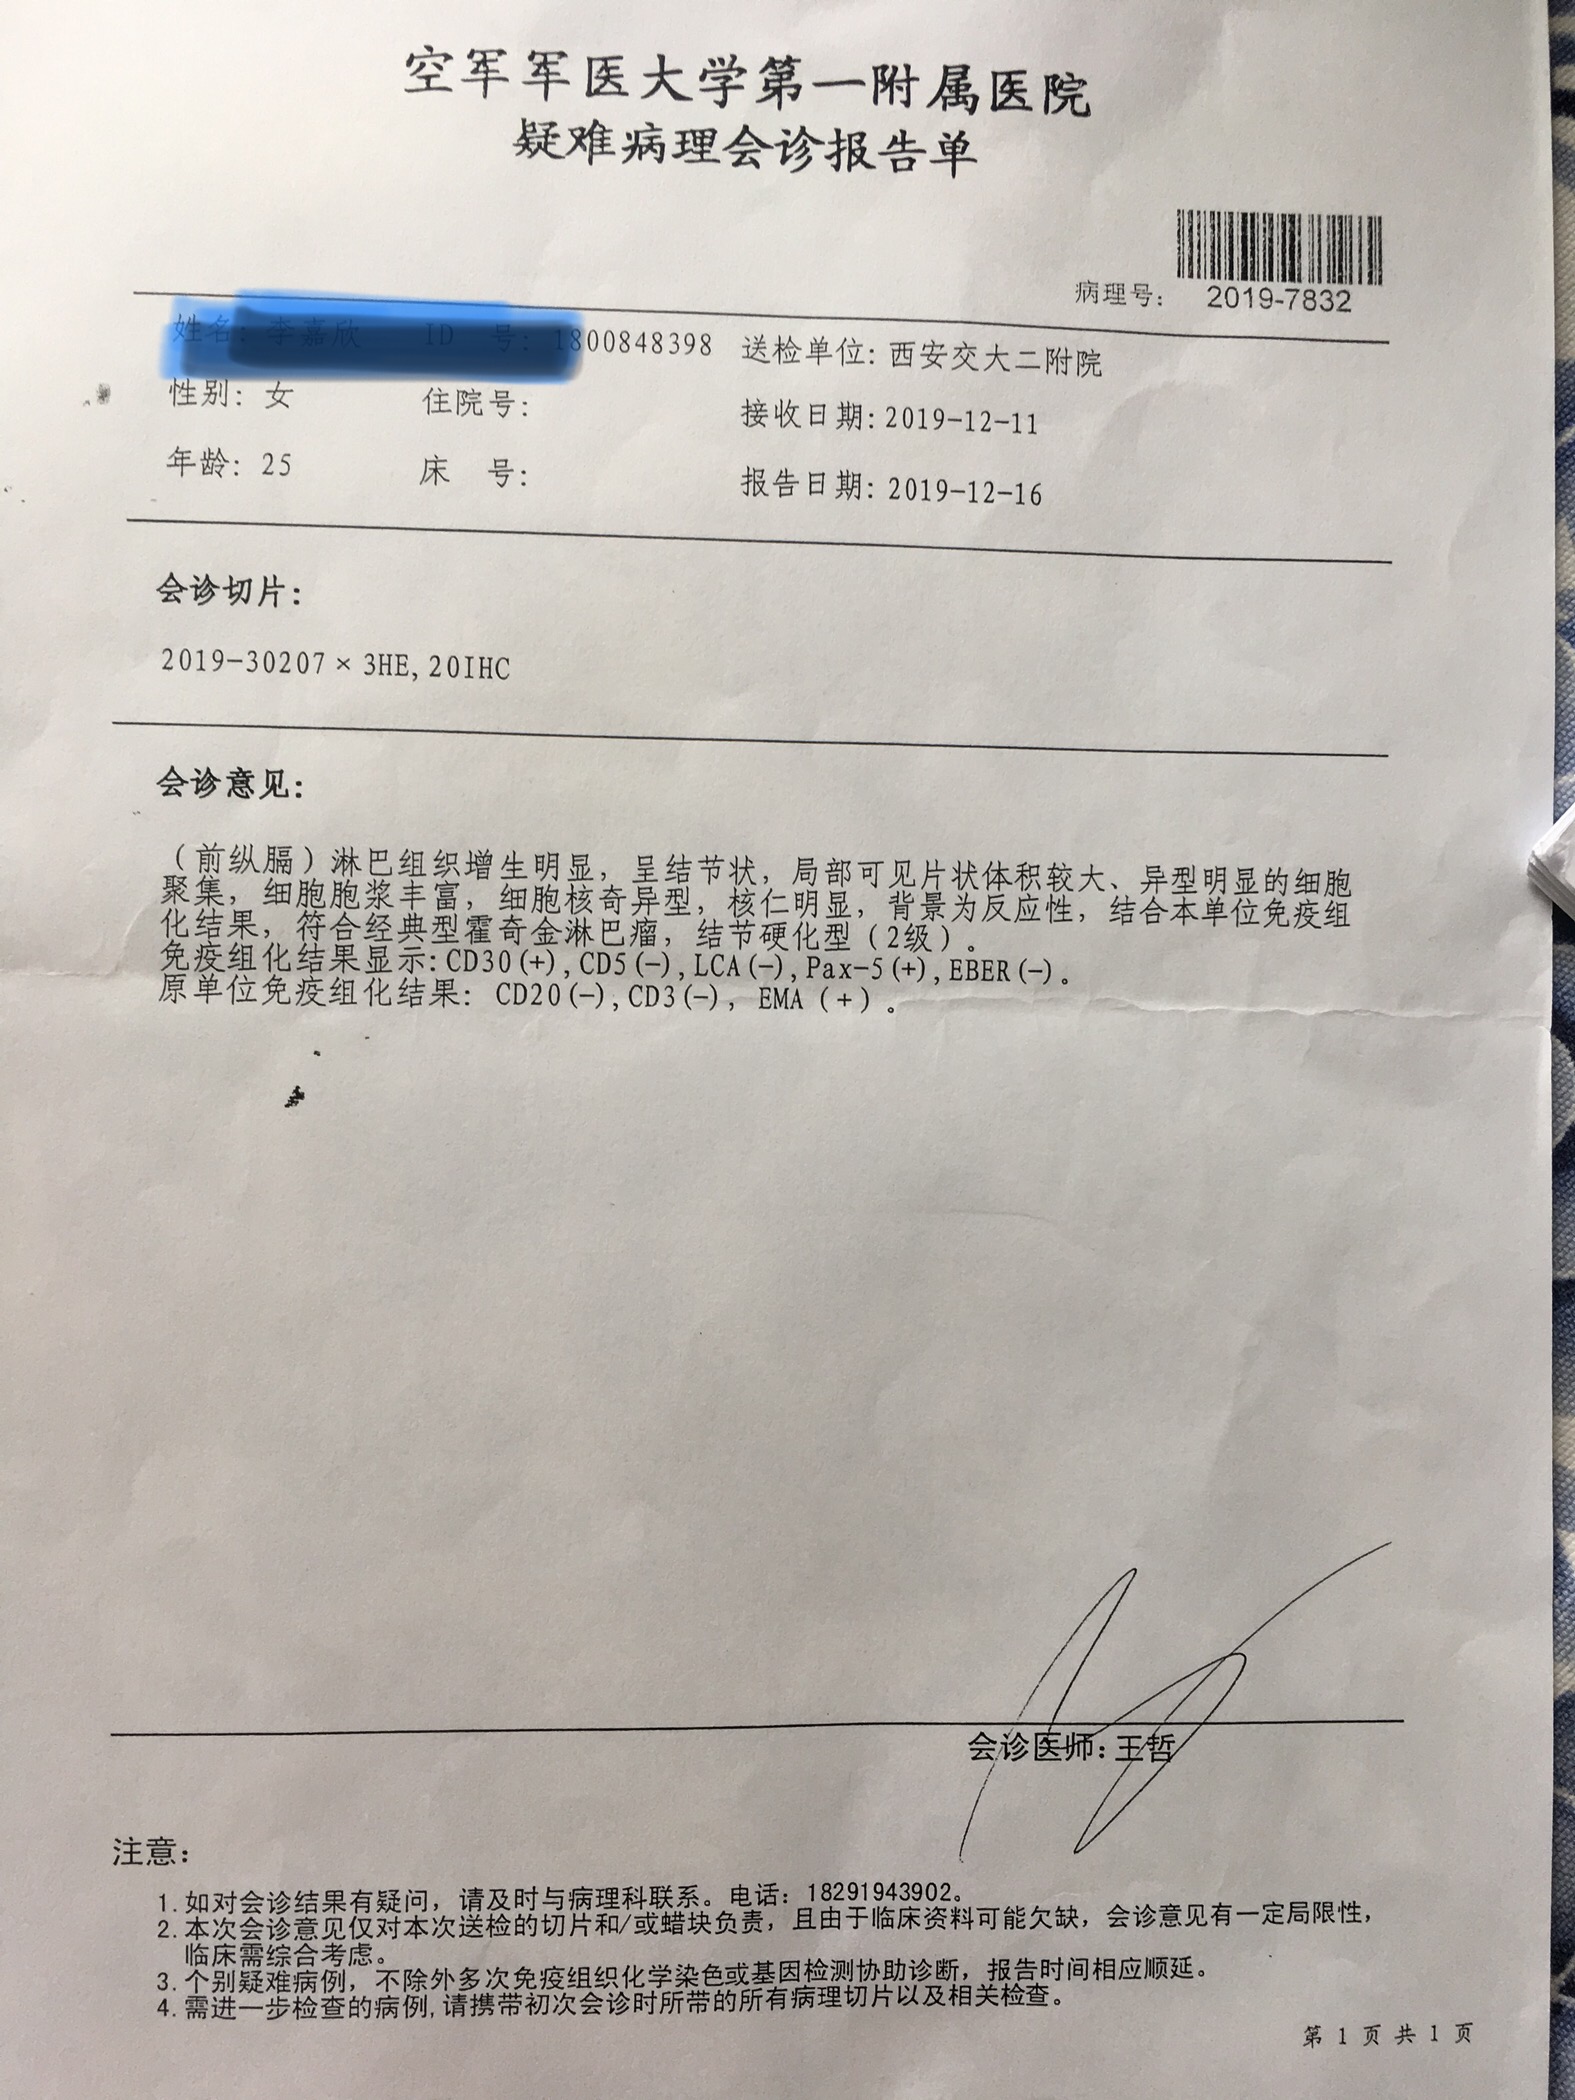 空军军医大学第一附属医院
疑难病理会诊报告单
病理号： 2019-7832
姓名： ID 号：1800848398 送检单位：西安交大二附院
性别：女 住院号： 接收日期：2019-12-11
年龄：25 床 号： 报告日期：2019-12-16
会诊切片：
2019-30207×3HE,20IHC
会诊意见：
（前纵膈）淋巴组织增生明显，呈结节状，局部可见片状体积较大、异型明显的细胞
聚集，细胞胞浆丰富，细胞核奇异型，核仁明显，背景为反应性，结合本单位免疫组
化结果，符合经典型霍奇金淋巴瘤，结节硬化型（2级）。
免疫组化结果显示：CD30(+),CD5(-),LCA(-),Pax-5(+),EBER(-)。
原单位免疫组化结果：CD20(-),CD3(-)，EMA（+）。
会诊医师：王哲
注意：
1. 如对会诊结果有疑问，请及时与病理科联系。电话：18291943902。
2. 本次会诊意见仅对本次送检的切片和/或蜡块负责，且由于临床资料可能欠缺，会诊意见有一定局限性，
临床需综合考虑。
3. 个别疑难病例，不除外多次免疫组织化学染色或基因检测协助诊断，报告时间相应顺延。
4. 需进一步检查的病例,请携带初次会诊时所带的所有病理切片以及相关检查。
第 1 页 共 1 页